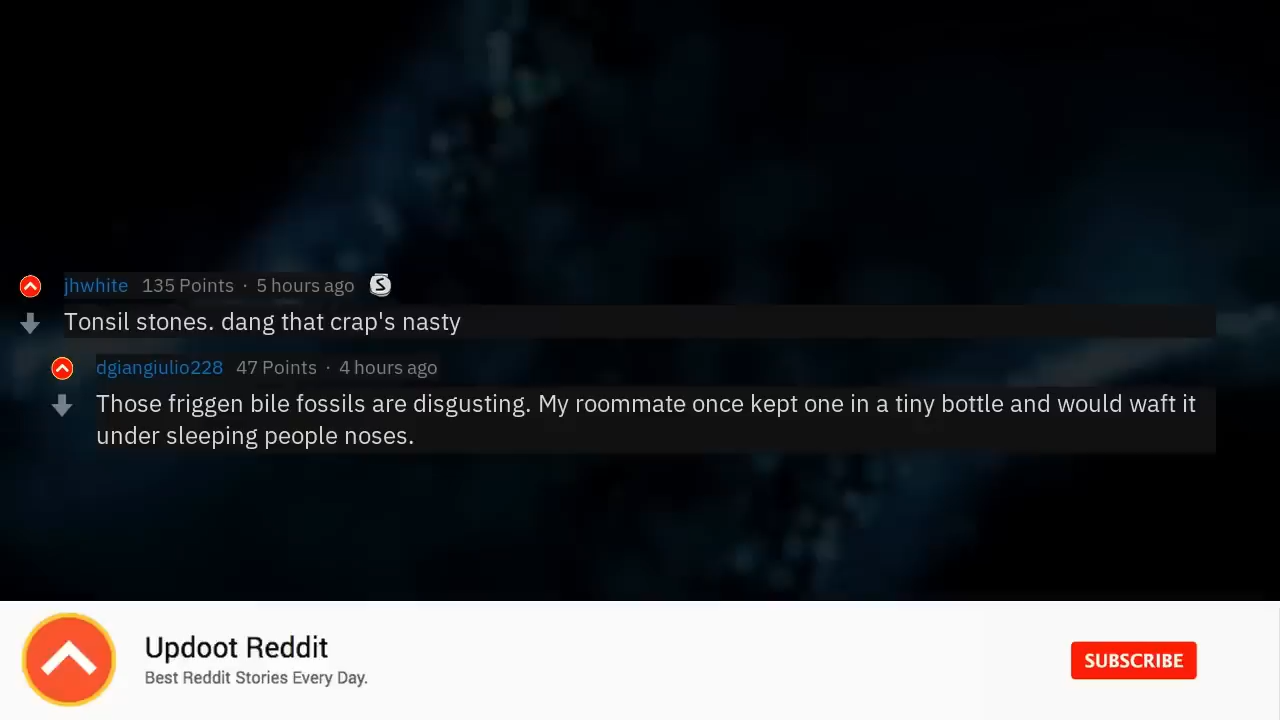 jhwhite 135 Points · 5 hours ago S
Tonsil stones. dang that crap's nasty
dgiangiulio228 47 Points · 4 hours ago
Those friggen bile fossils are disgusting. My roommate once kept one in a tiny bottle and would waft it
under sleeping people noses.
Updoot Reddit
Best Reddit Stories Every Day.
SUBSCRIBE